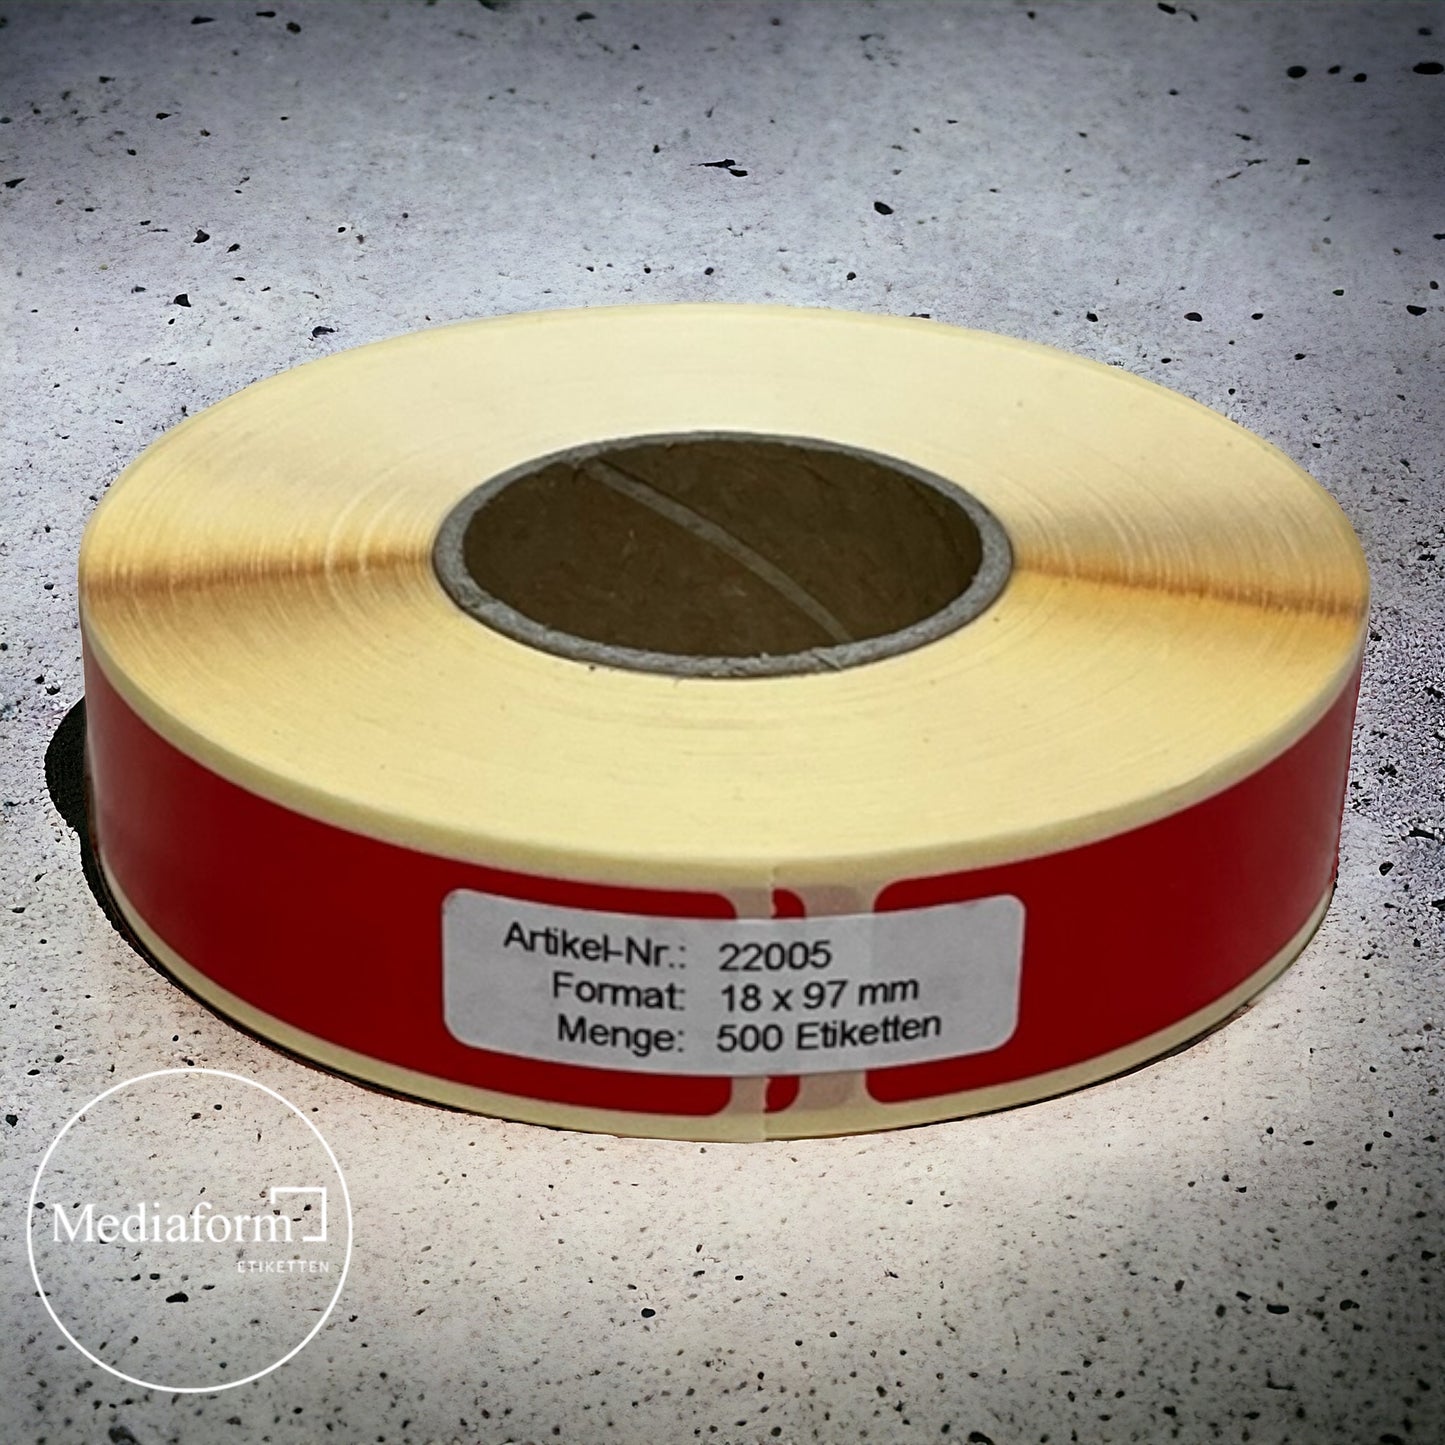 Artikel-Nr.: 22005
Format: 18 x 97 mm
Menge: 500 Etiketten
Mediaform
ETIKETTEN